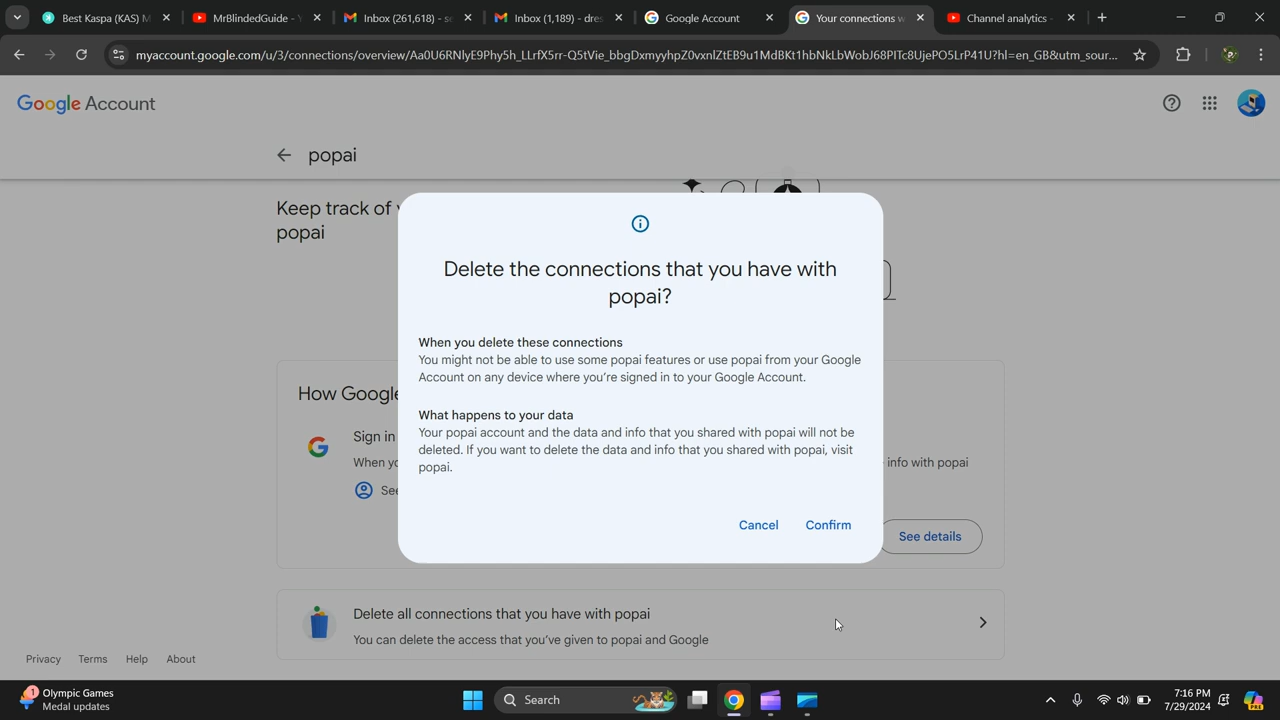 Best Kaspa (KAS) M
MrBlindedGuide - Y
Inbox (261,618) - se
Inbox (1,189) - dres
Google Account
Your connections w
Channel analytics -
myaccount.google.com/u/3/connections/overview/Aa0U6RNIyE9Phy5h_LLrfX5rr-Q5tVie_bbgDxmyyhpZ0vxnlZtEB9u1MdBKt1hbNkLbWobJ68PlTc8UjePO5LrP41U?hl=en_GB&utm_sour...
Google Account
popai
Keep track of
popai
Delete the connections that you have with
popai?
When you delete these connections
You might not be able to use some popai features or use popai from your Google
Account on any device where you're signed in to your Google Account.
What happens to your data
Your popai account and the data and info that you shared with popai will not be
deleted. If you want to delete the data and info that you shared with popai, visit
popai.
Cancel
Confirm
How Google
Sign in
When yo
info with popai
See
See details
Delete all connections that you have with popai
You can delete the access that you've given to popai and Google
Privacy
Terms
Help
About
1
Olympic Games
Medal updates
Search
7:16 PM
7/29/2024